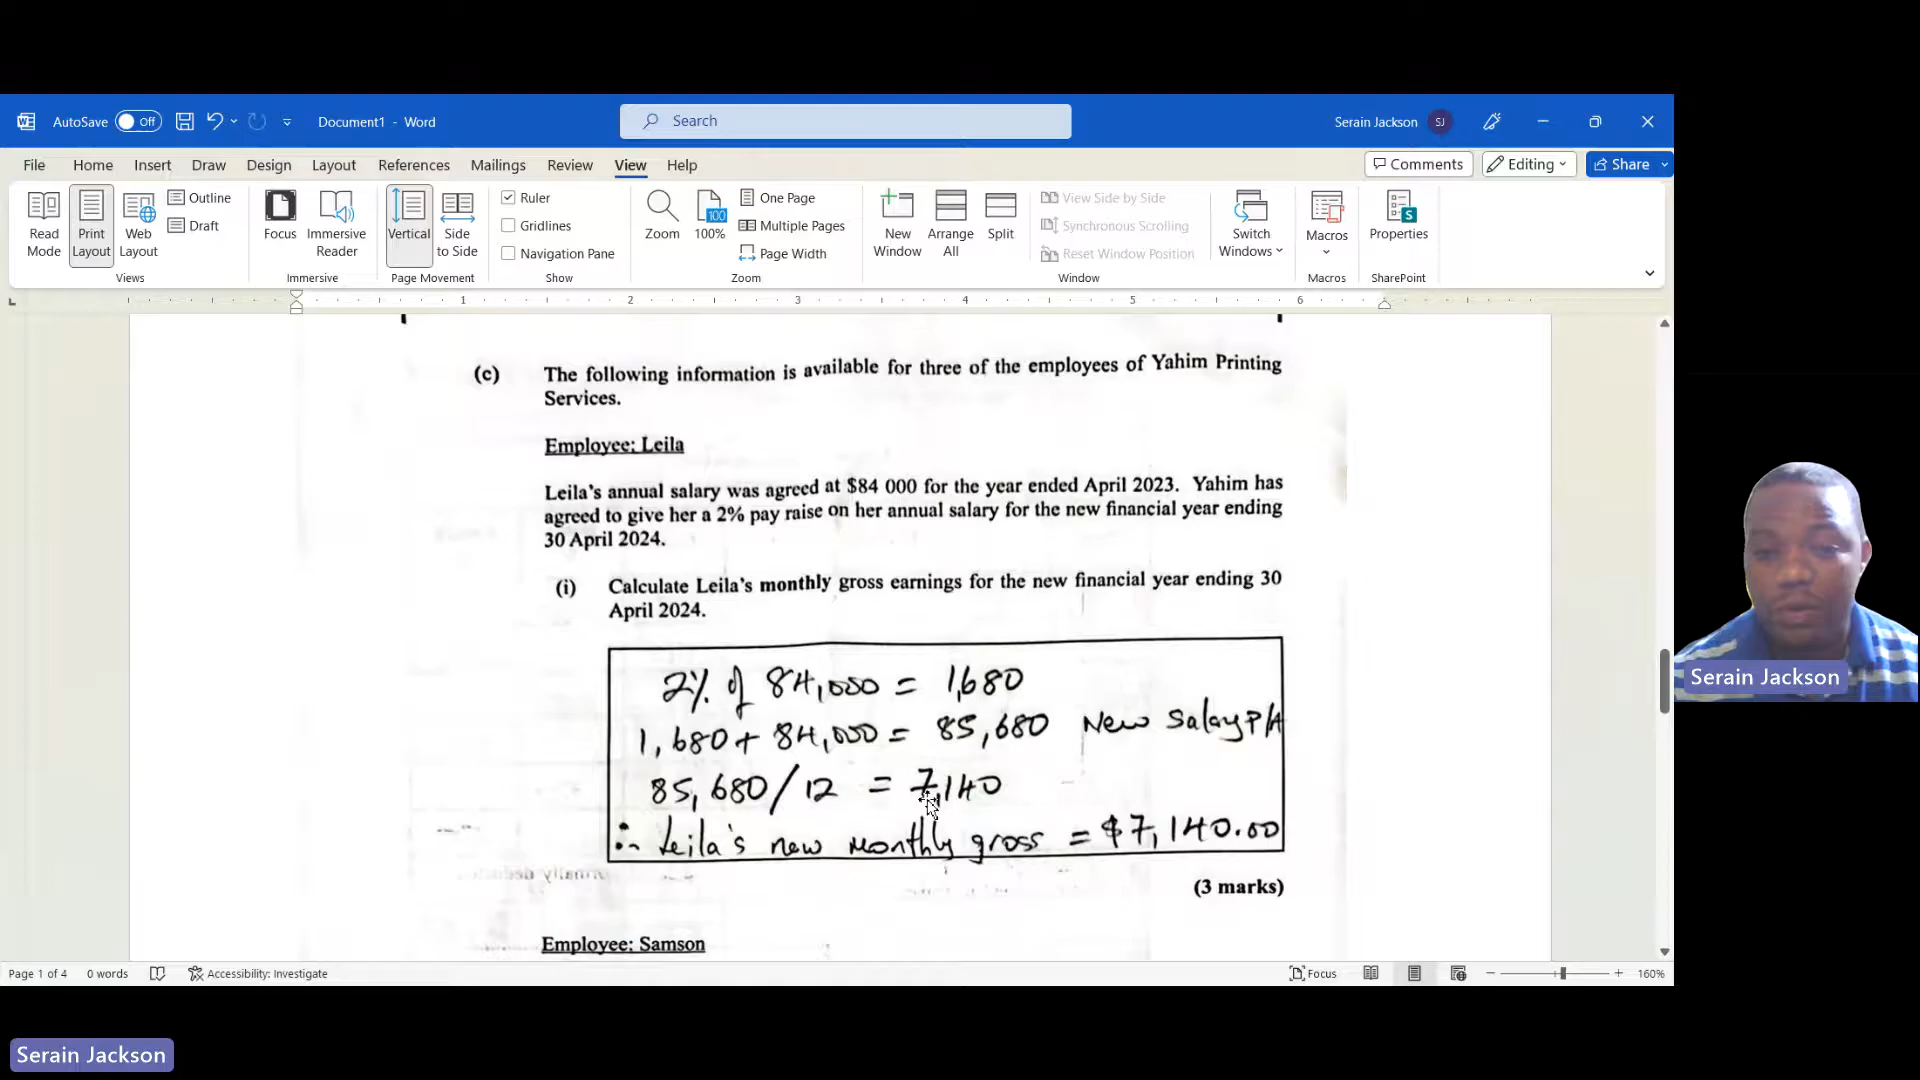 AutoSave Off Document1 - Word Search Serain Jackson SJ
File Home Insert Draw Design Layout References Mailings Review View Help Comments Editing Share
Read Mode
Print Layout
Web Layout
Outline
Draft
Views
Focus
Immersive Reader
Immersive
Vertical
Side to Side
Page Movement
Ruler
Gridlines
Navigation Pane
Show
Zoom
100
100%
One Page
Multiple Pages
Page Width
Zoom
New Window
Arrange All
Split
View Side by Side
Synchronous Scrolling
Reset Window Position
Window
Switch Windows
Macros
Macros
S
Properties
SharePoint
1 2 3 4 5 6
(c) The following information is available for three of the employees of Yahim Printing
Services.
Employee: Leila
Leila's annual salary was agreed at $84 000 for the year ended April 2023. Yahim has
agreed to give her a 2% pay raise on her annual salary for the new financial year ending
30 April 2024.
(i) Calculate Leila's monthly gross earnings for the new financial year ending 30
April 2024.
2% of 84,000 = 1,680
1,680 + 84,000 = 85,680 New Salary P/A
85,680 / 12 = 7,140
∴ Leila's new monthly gross = $7,140.00
(3 marks)
Employee: Samson
Page 1 of 4 0 words Accessibility: Investigate Focus 160%
Serain Jackson
Serain Jackson